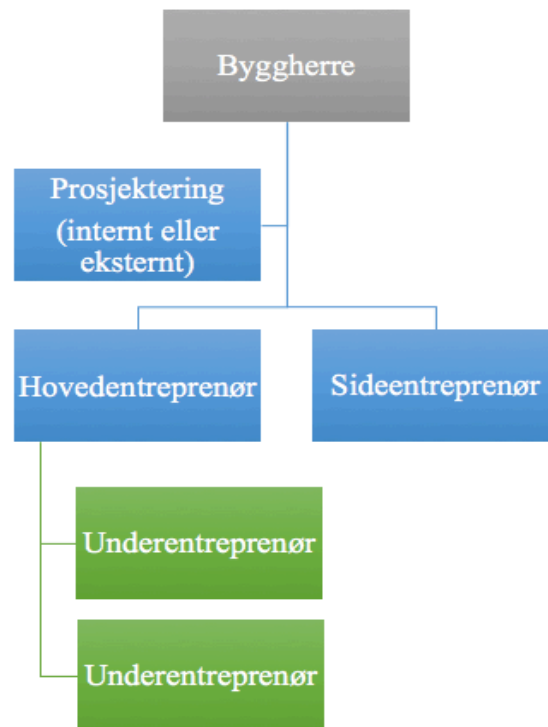 Byggherre
Prosjektering
(internt eller
eksternt)
Hovedentreprenør
Sideentreprenør
Underentreprenør
Underentreprenør